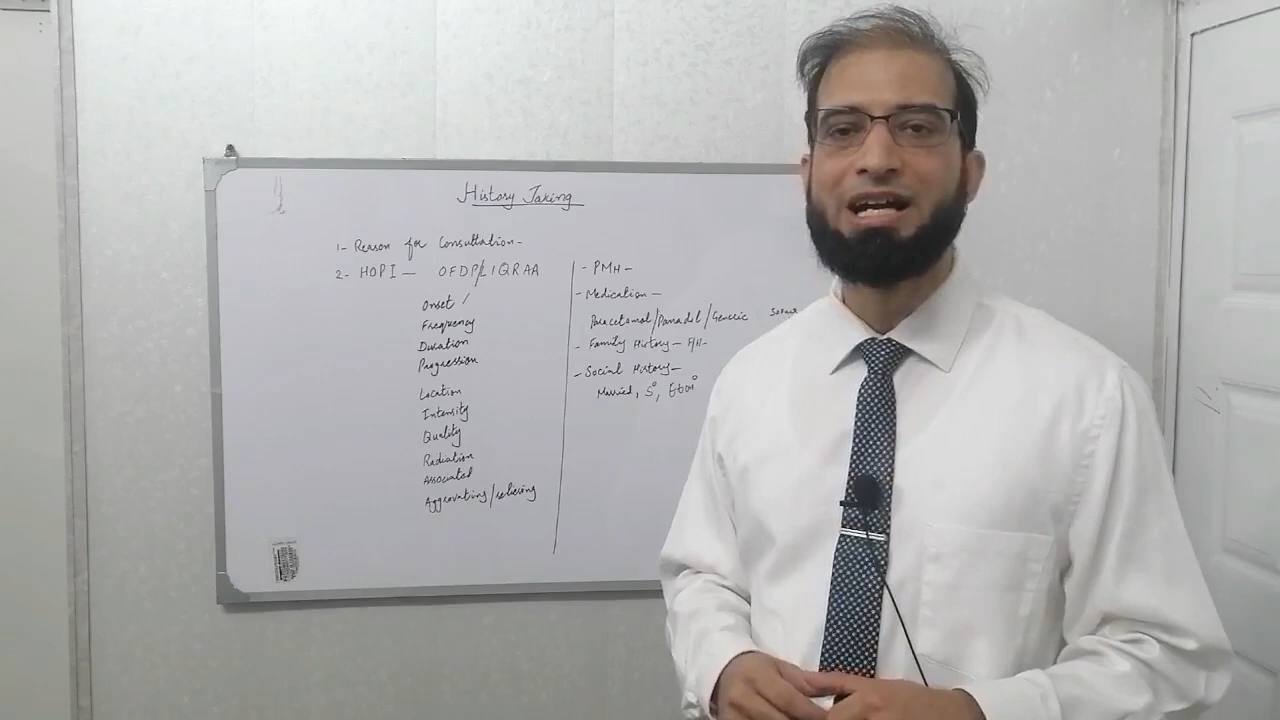 History Taking
1- Reason for Consultation-
2- HOPI - OFDP/LIQRAA
Onset /
Frequency
Duration
Progression
Location
Intensity
Quality
Radiation
Associated
Aggravating/relieving
- PMH -
- Medication -
Paracetamol/Panadol/Generic
- Family History - F/H-
- Social History -
Married, S°,